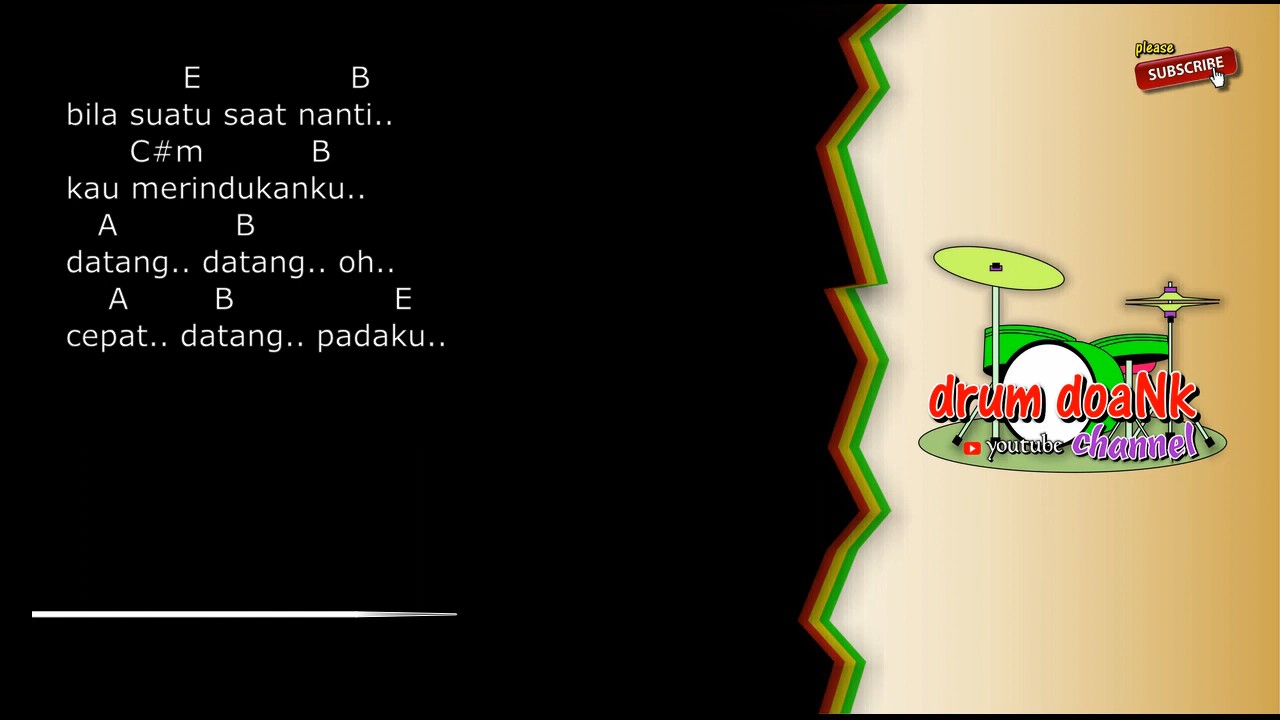 E B
bila suatu saat nanti..
C#m B
kau merindukanku..
A B
datang.. datang.. oh..
A B E
cepat.. datang.. padaku..
please
SUBSCRIBE
drum doaNk
youtube channel